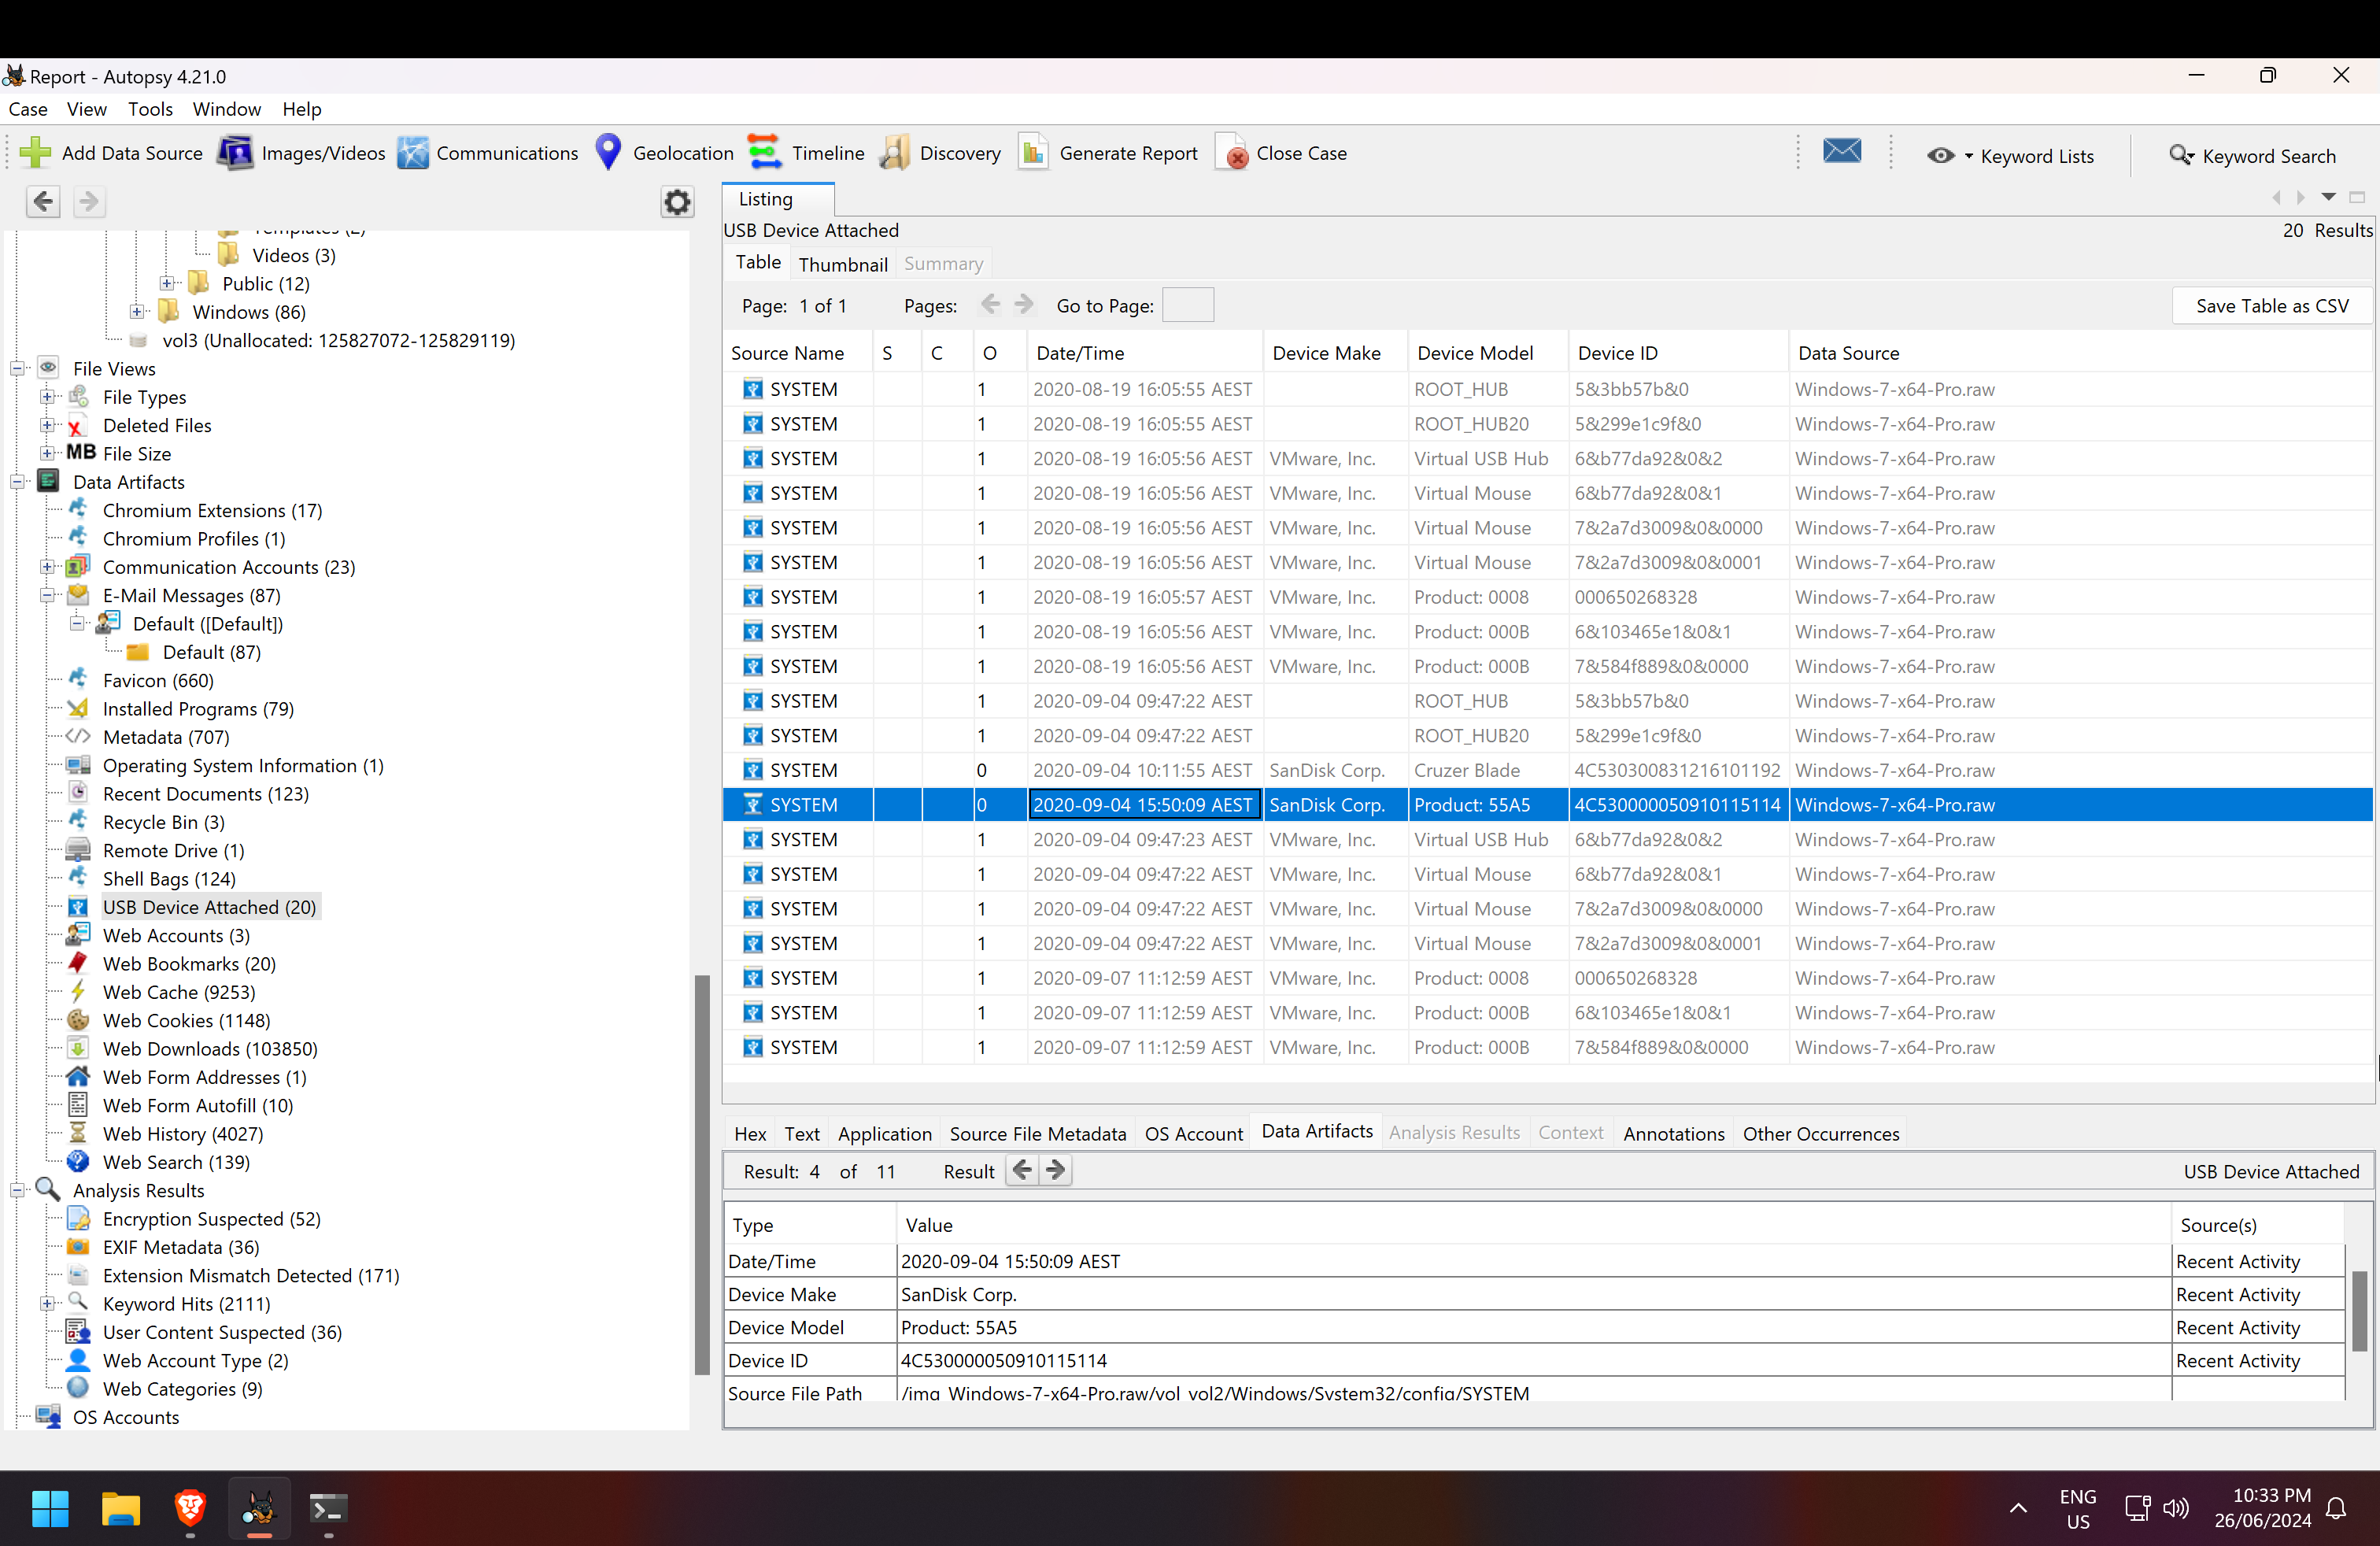 Report - Autopsy 4.21.0
Case View Tools Window Help
Add Data Source Images/Videos Communications Geolocation Timeline Discovery Generate Report Close Case Keyword Lists Keyword Search
Templates (2)
Videos (3)
Public (12)
Windows (86)
vol3 (Unallocated: 125827072-125829119)
File Views
File Types
Deleted Files
MB File Size
Data Artifacts
Chromium Extensions (17)
Chromium Profiles (1)
Communication Accounts (23)
E-Mail Messages (87)
Default ([Default])
Default (87)
Favicon (660)
Installed Programs (79)
Metadata (707)
Operating System Information (1)
Recent Documents (123)
Recycle Bin (3)
Remote Drive (1)
Shell Bags (124)
USB Device Attached (20)
Web Accounts (3)
Web Bookmarks (20)
Web Cache (9253)
Web Cookies (1148)
Web Downloads (103850)
Web Form Addresses (1)
Web Form Autofill (10)
Web History (4027)
Web Search (139)
Analysis Results
Encryption Suspected (52)
EXIF Metadata (36)
Extension Mismatch Detected (171)
Keyword Hits (2111)
User Content Suspected (36)
Web Account Type (2)
Web Categories (9)
OS Accounts
Listing
USB Device Attached 20 Results
Table Thumbnail Summary
Page: 1 of 1 Pages: Go to Page: Save Table as CSV
Source Name S C O Date/Time Device Make Device Model Device ID Data Source
SYSTEM 1 2020-08-19 16:05:55 AEST ROOT_HUB 5&3bb57b&0 Windows-7-x64-Pro.raw
SYSTEM 1 2020-08-19 16:05:55 AEST ROOT_HUB20 5&299e1c9f&0 Windows-7-x64-Pro.raw
SYSTEM 1 2020-08-19 16:05:56 AEST VMware, Inc. Virtual USB Hub 6&b77da92&0&2 Windows-7-x64-Pro.raw
SYSTEM 1 2020-08-19 16:05:56 AEST VMware, Inc. Virtual Mouse 6&b77da92&0&1 Windows-7-x64-Pro.raw
SYSTEM 1 2020-08-19 16:05:56 AEST VMware, Inc. Virtual Mouse 7&2a7d3009&0&0000 Windows-7-x64-Pro.raw
SYSTEM 1 2020-08-19 16:05:56 AEST VMware, Inc. Virtual Mouse 7&2a7d3009&0&0001 Windows-7-x64-Pro.raw
SYSTEM 1 2020-08-19 16:05:57 AEST VMware, Inc. Product: 0008 000650268328 Windows-7-x64-Pro.raw
SYSTEM 1 2020-08-19 16:05:56 AEST VMware, Inc. Product: 000B 6&103465e1&0&1 Windows-7-x64-Pro.raw
SYSTEM 1 2020-08-19 16:05:56 AEST VMware, Inc. Product: 000B 7&584f889&0&0000 Windows-7-x64-Pro.raw
SYSTEM 1 2020-09-04 09:47:22 AEST ROOT_HUB 5&3bb57b&0 Windows-7-x64-Pro.raw
SYSTEM 1 2020-09-04 09:47:22 AEST ROOT_HUB20 5&299e1c9f&0 Windows-7-x64-Pro.raw
SYSTEM 0 2020-09-04 10:11:55 AEST SanDisk Corp. Cruzer Blade 4C530300831216101192 Windows-7-x64-Pro.raw
SYSTEM 0 2020-09-04 15:50:09 AEST SanDisk Corp. Product: 55A5 4C530000050910115114 Windows-7-x64-Pro.raw
SYSTEM 1 2020-09-04 09:47:23 AEST VMware, Inc. Virtual USB Hub 6&b77da92&0&2 Windows-7-x64-Pro.raw
SYSTEM 1 2020-09-04 09:47:22 AEST VMware, Inc. Virtual Mouse 6&b77da92&0&1 Windows-7-x64-Pro.raw
SYSTEM 1 2020-09-04 09:47:22 AEST VMware, Inc. Virtual Mouse 7&2a7d3009&0&0000 Windows-7-x64-Pro.raw
SYSTEM 1 2020-09-04 09:47:22 AEST VMware, Inc. Virtual Mouse 7&2a7d3009&0&0001 Windows-7-x64-Pro.raw
SYSTEM 1 2020-09-07 11:12:59 AEST VMware, Inc. Product: 0008 000650268328 Windows-7-x64-Pro.raw
SYSTEM 1 2020-09-07 11:12:59 AEST VMware, Inc. Product: 000B 6&103465e1&0&1 Windows-7-x64-Pro.raw
SYSTEM 1 2020-09-07 11:12:59 AEST VMware, Inc. Product: 000B 7&584f889&0&0000 Windows-7-x64-Pro.raw
Hex Text Application Source File Metadata OS Account Data Artifacts Analysis Results Context Annotations Other Occurrences
Result: 4 of 11 Result USB Device Attached
Type Value Source(s)
Date/Time 2020-09-04 15:50:09 AEST Recent Activity
Device Make SanDisk Corp. Recent Activity
Device Model Product: 55A5 Recent Activity
Device ID 4C530000050910115114 Recent Activity
Source File Path /img_Windows-7-x64-Pro.raw/vol_vol2/Windows/System32/config/SYSTEM
ENG
US
10:33 PM
26/06/2024